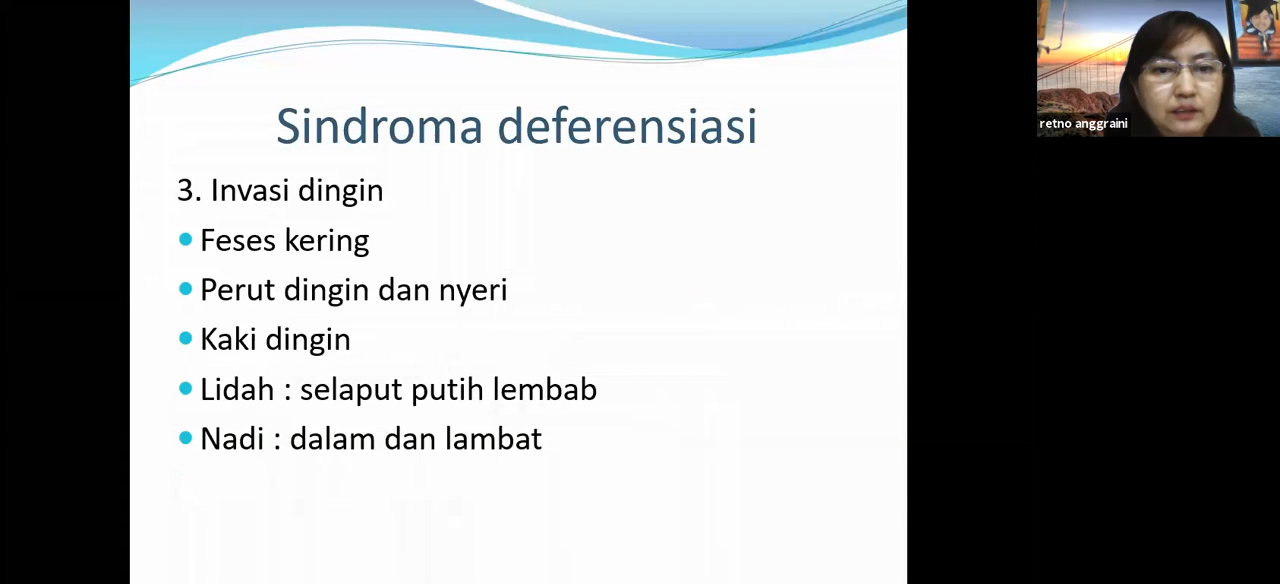 Sindroma deferensiasi
3. Invasi dingin
Feses kering
Perut dingin dan nyeri
Kaki dingin
Lidah : selaput putih lembab
Nadi : dalam dan lambat
retno anggraini